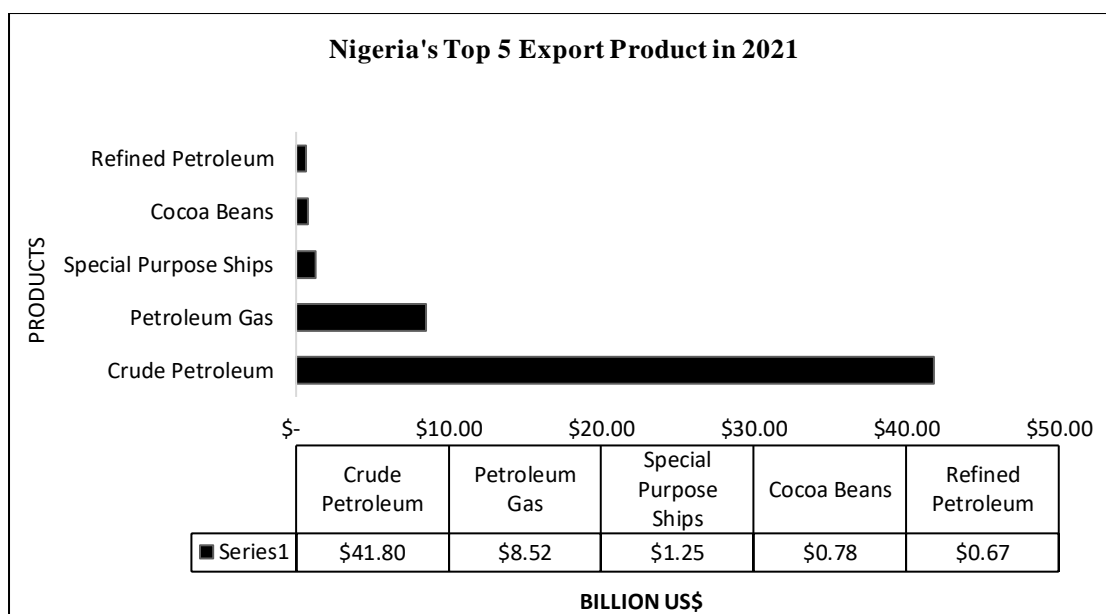 Nigeria's Top 5 Export Product in 2021
PRODUCTS
Refined Petroleum
Cocoa Beans
Special Purpose Ships
Petroleum Gas
Crude Petroleum
$- $10.00 $20.00 $30.00 $40.00 $50.00
Crude
Petroleum
Petroleum
Gas
Special
Purpose
Ships
Cocoa Beans
Refined
Petroleum
Series1 $41.80 $8.52 $1.25 $0.78 $0.67
BILLION US$